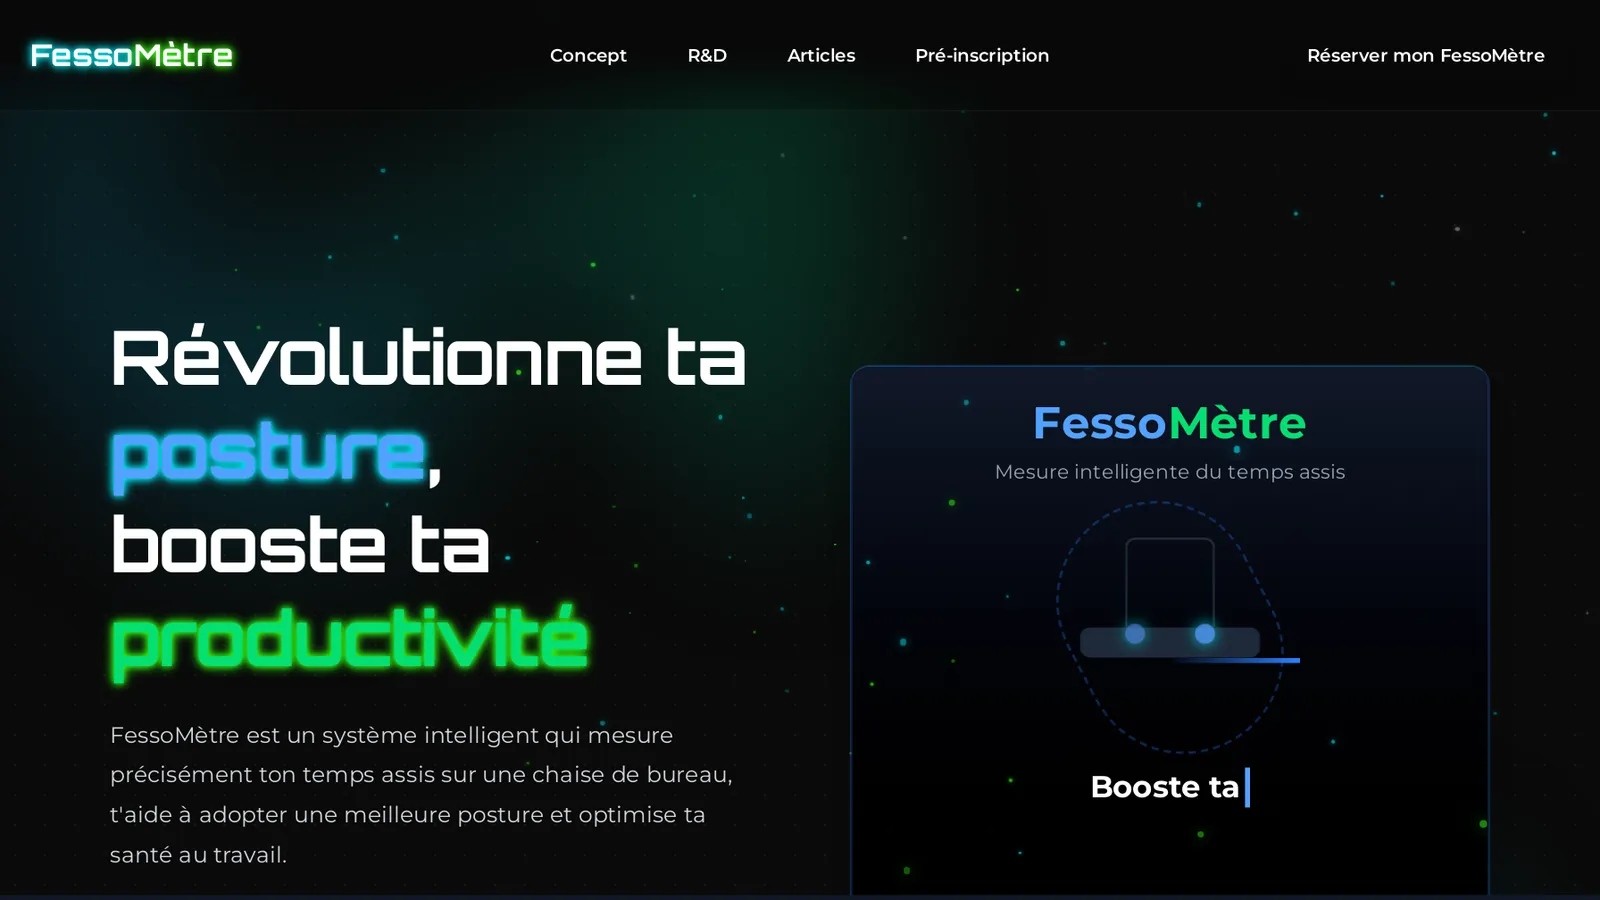 FessoMètre
Concept
R&D
Articles
Pré-inscription
Réserver mon FessoMètre
Révolutionne ta
posture,
booste ta
productivité
FessoMètre est un système intelligent qui mesure
précisément ton temps assis sur une chaise de bureau,
t'aide à adopter une meilleure posture et optimise ta
santé au travail.
FessoMètre
Mesure intelligente du temps assis
Booste ta